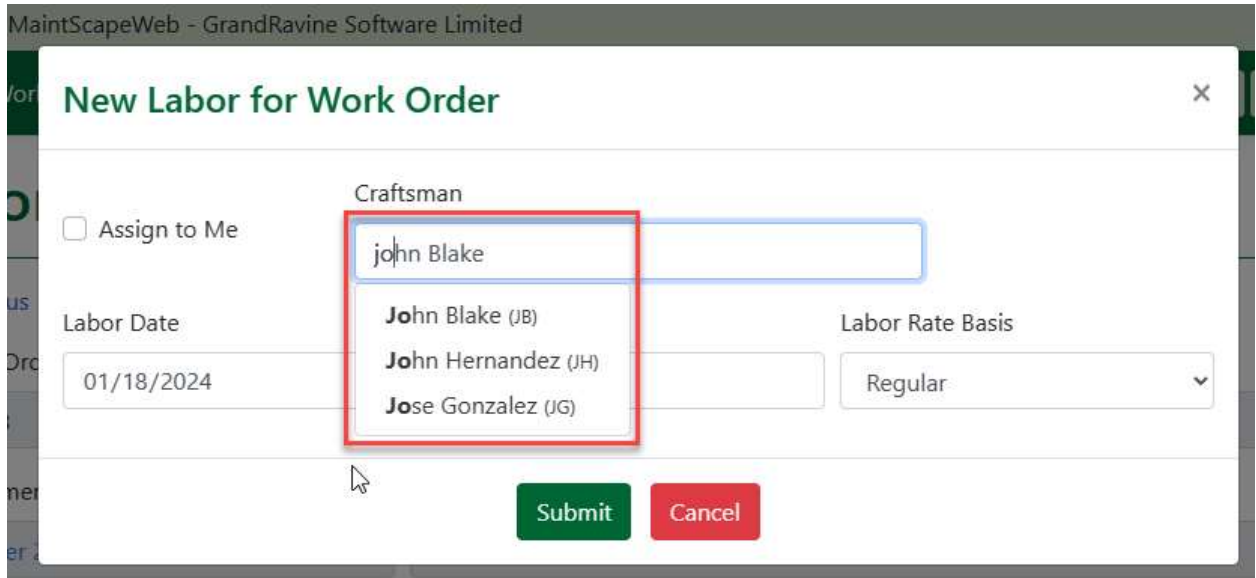 MaintScapeWeb - GrandRavine Software Limited
New Labor for Work Order
×
Craftsman
Assign to Me
john Blake
John Blake (JB)
John Hernandez (JH)
Jose Gonzalez (JG)
Labor Date
Labor Rate Basis
01/18/2024
Regular
Submit
Cancel